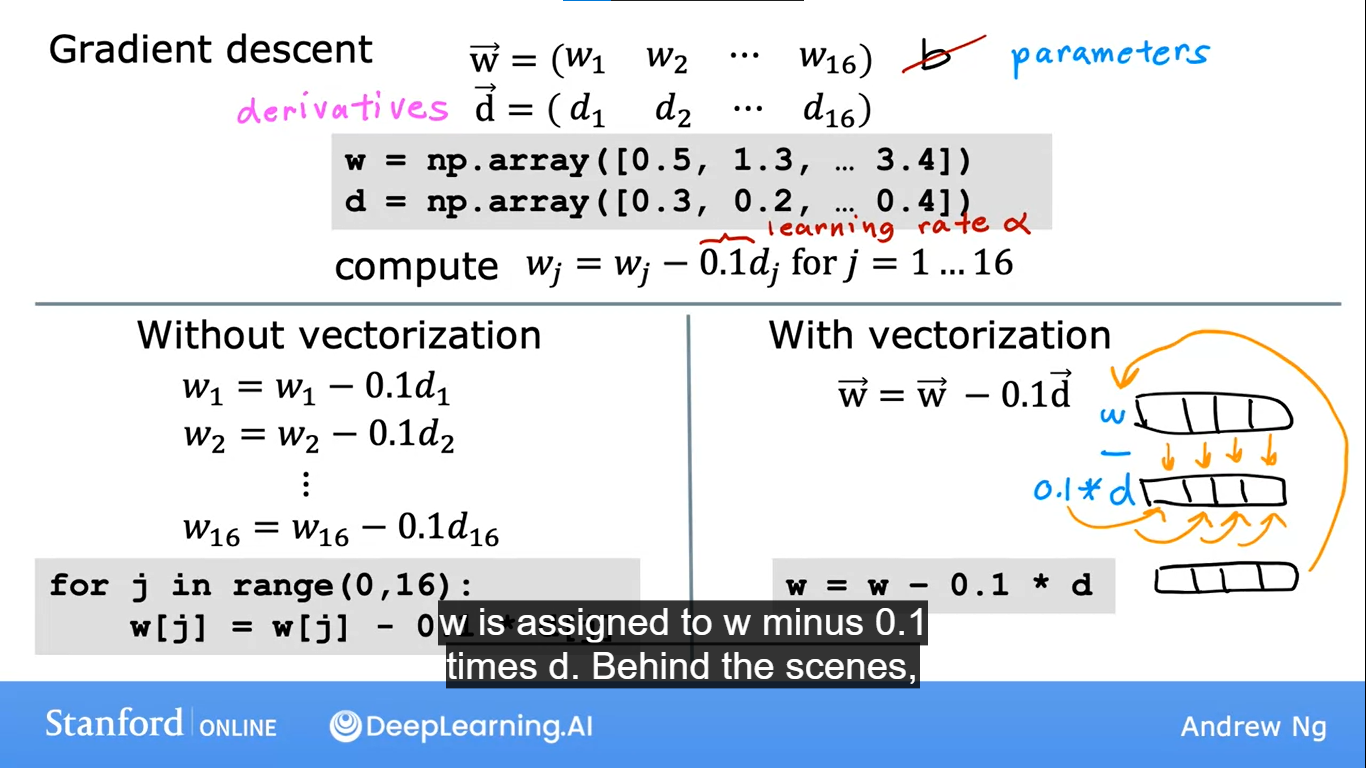 Gradient descent
w⃗ = (w₁ w₂ ⋯ w₁₆) b parameters
derivatives d⃗ = ( d₁ d₂ ⋯ d₁₆)
w = np.array([0.5, 1.3, … 3.4])
d = np.array([0.3, 0.2, … 0.4])
learning rate α
compute wⱼ = wⱼ − 0.1dⱼ for j = 1 … 16
Without vectorization
w₁ = w₁ − 0.1d₁
w₂ = w₂ − 0.1d₂
⋮
w₁₆ = w₁₆ − 0.1d₁₆
for j in range(0,16):
w[j] = w[j] - 0
With vectorization
w⃗ = w⃗ − 0.1d⃗
w
−
0.1* d
w = w – 0.1 * d
w is assigned to w minus 0.1
times d. Behind the scenes,
Stanford ONLINE
DeepLearning.AI
Andrew Ng